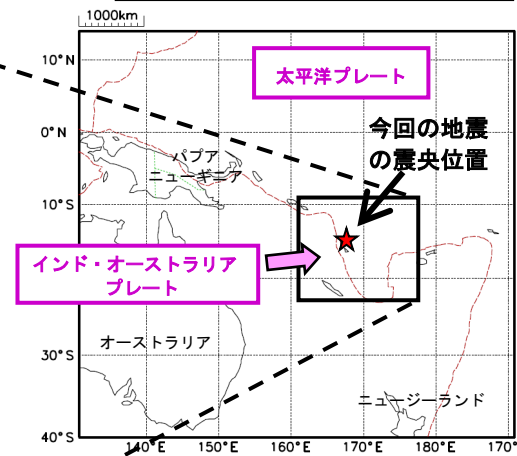 1000km
10°N
太平洋プレート
0°N
今回の地震
の震央位置
パプア
ニューギニア
10°S
インド・オーストラリア
プレート
オーストラリア
30°S
ニュージーランド
40°S
140°E
150°E
160°E
170°E
180°E
170°